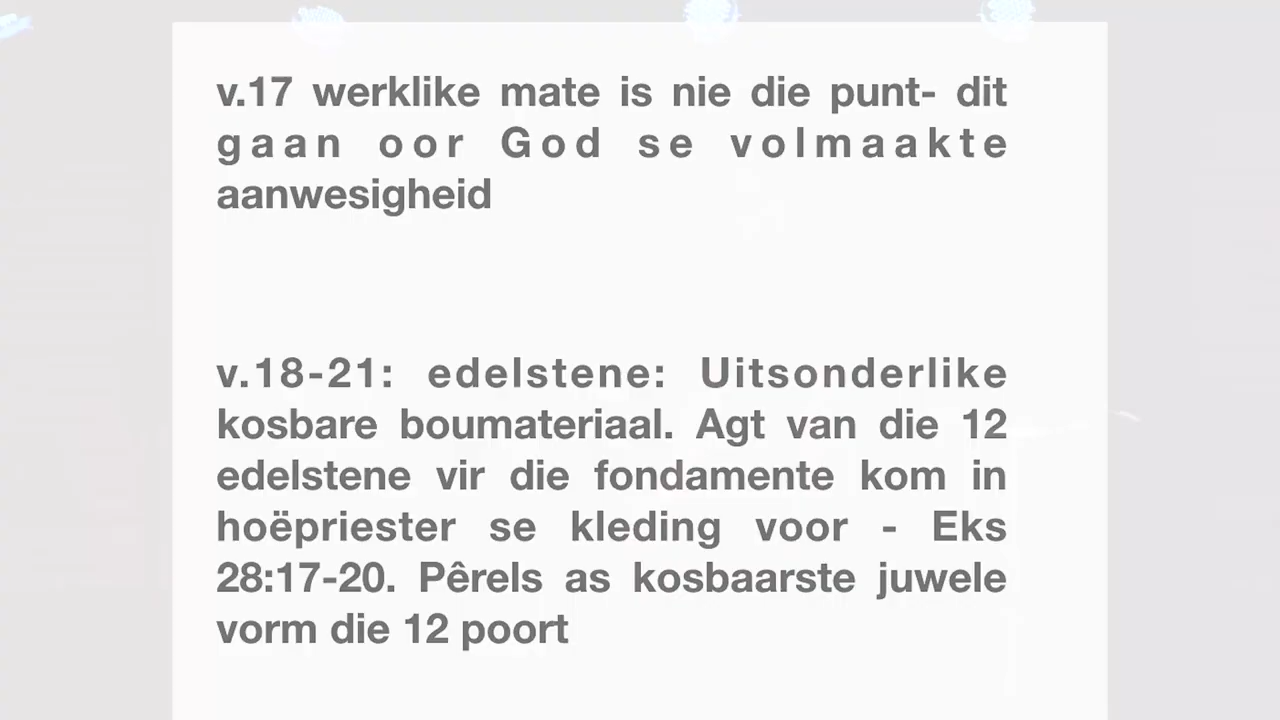 v.17 werklike mate is nie die punt- dit
gaan oor God se volmaakte
aanwesigheid
v.18-21: edelstene: Uitsonderlike
kosbare boumateriaal. Agt van die 12
edelstene vir die fondamente kom in
hoëpriester se kleding voor - Eks
28:17-20. Pêrels as kosbaarste juwele
vorm die 12 poort